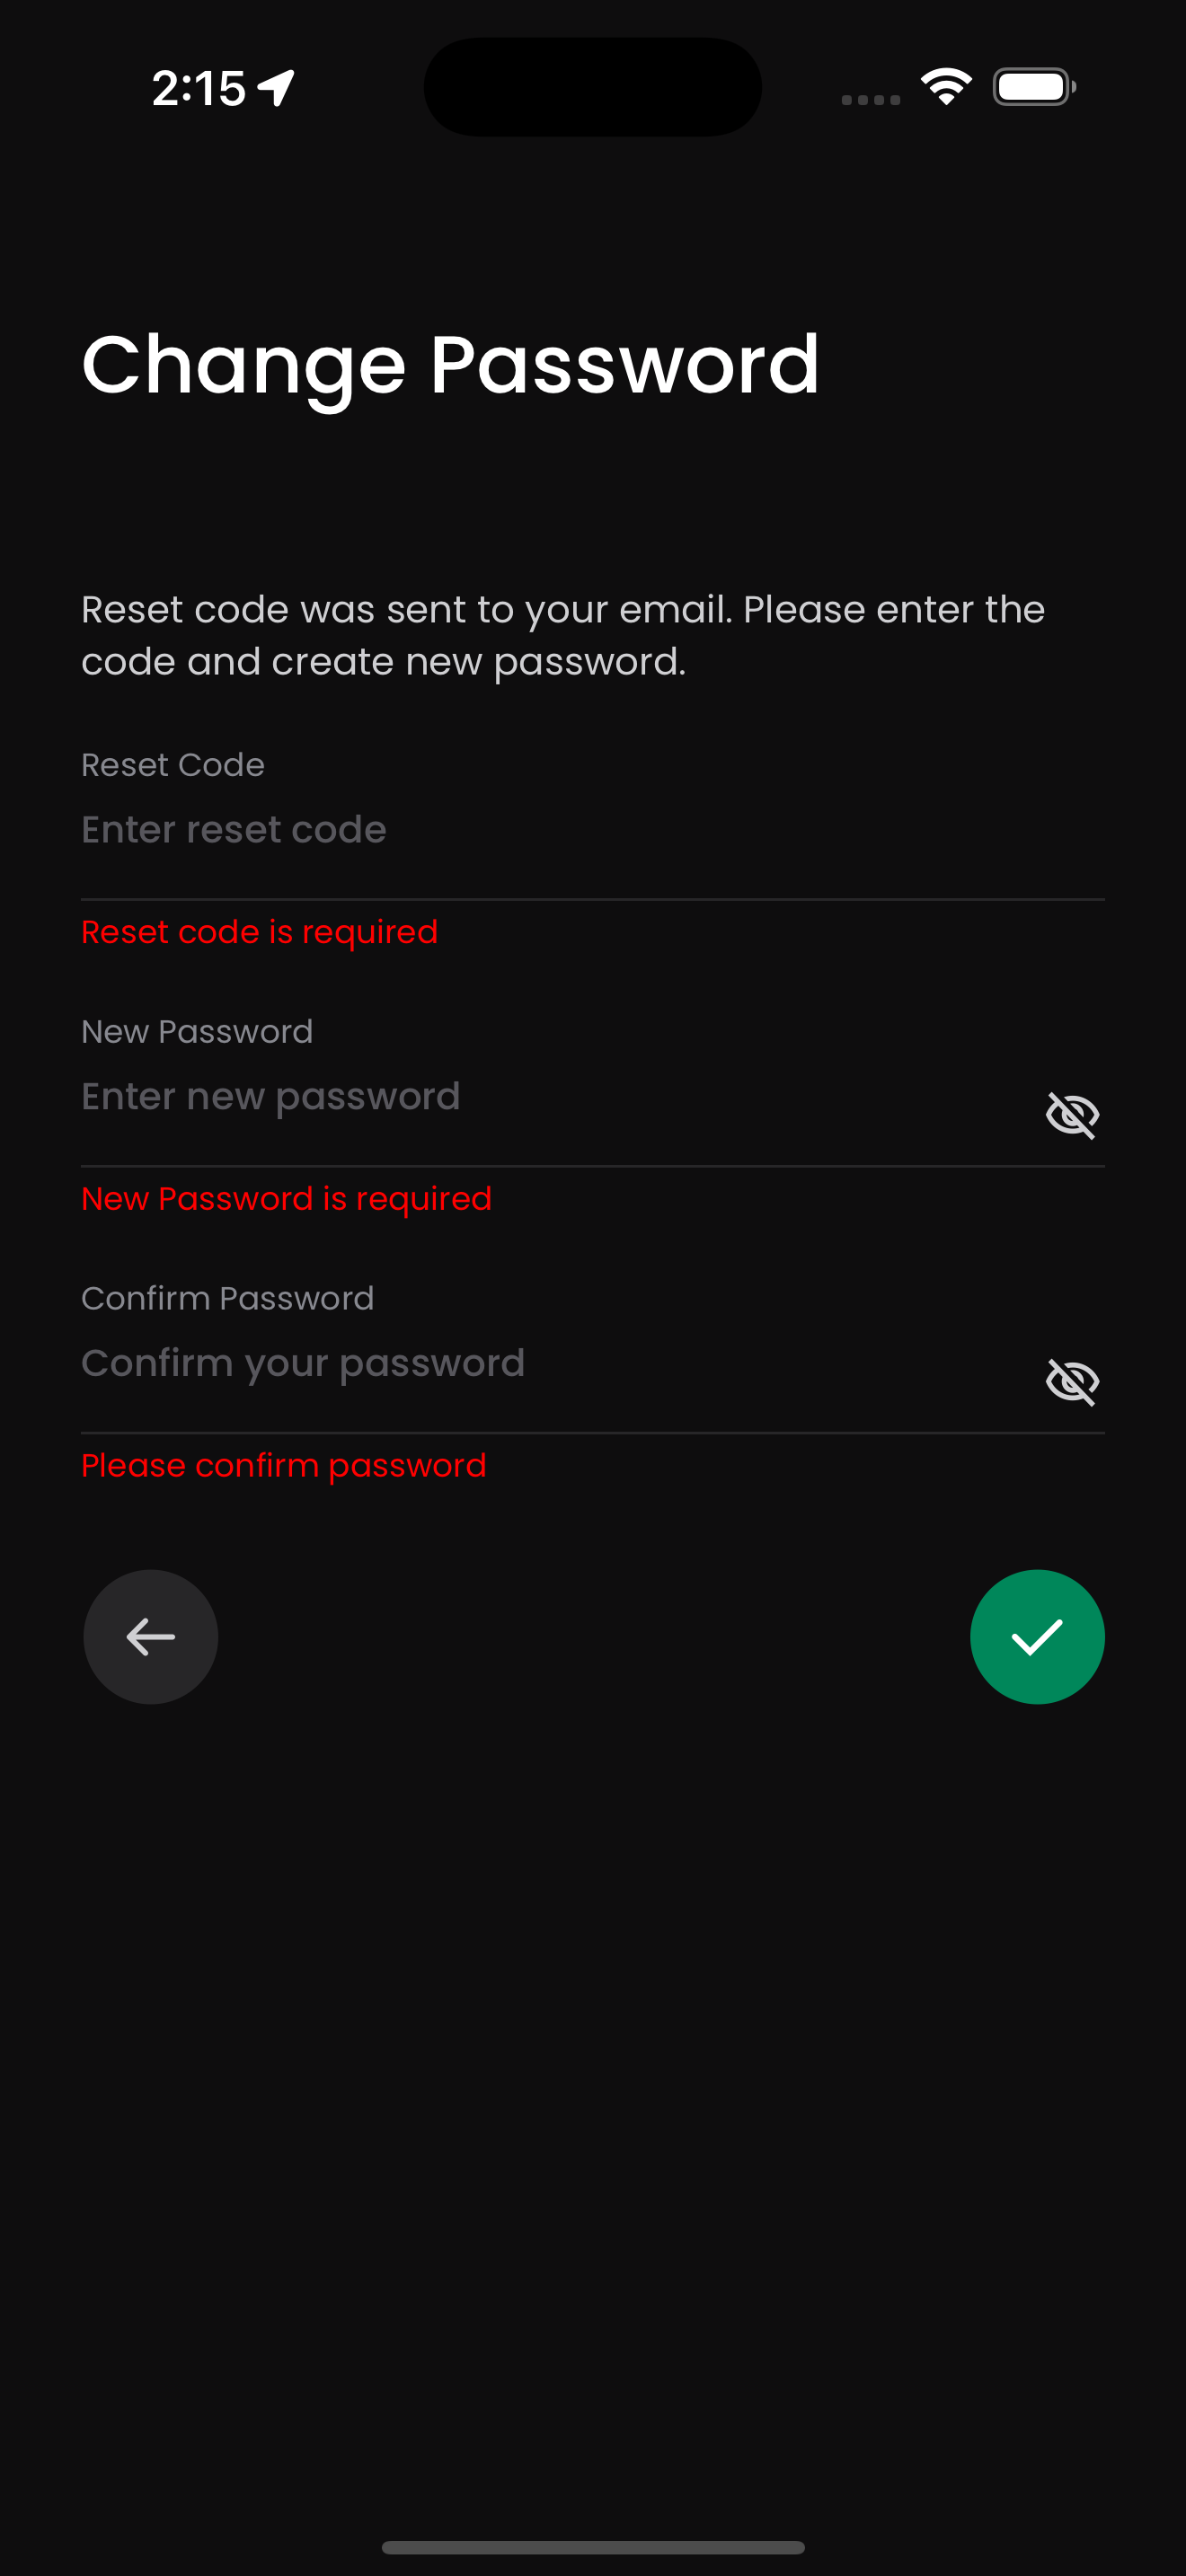 2:15
Change Password
Reset code was sent to your email. Please enter the
code and create new password.
Reset Code
Enter reset code
Reset code is required
New Password
Enter new password
New Password is required
Confirm Password
Confirm your password
Please confirm password